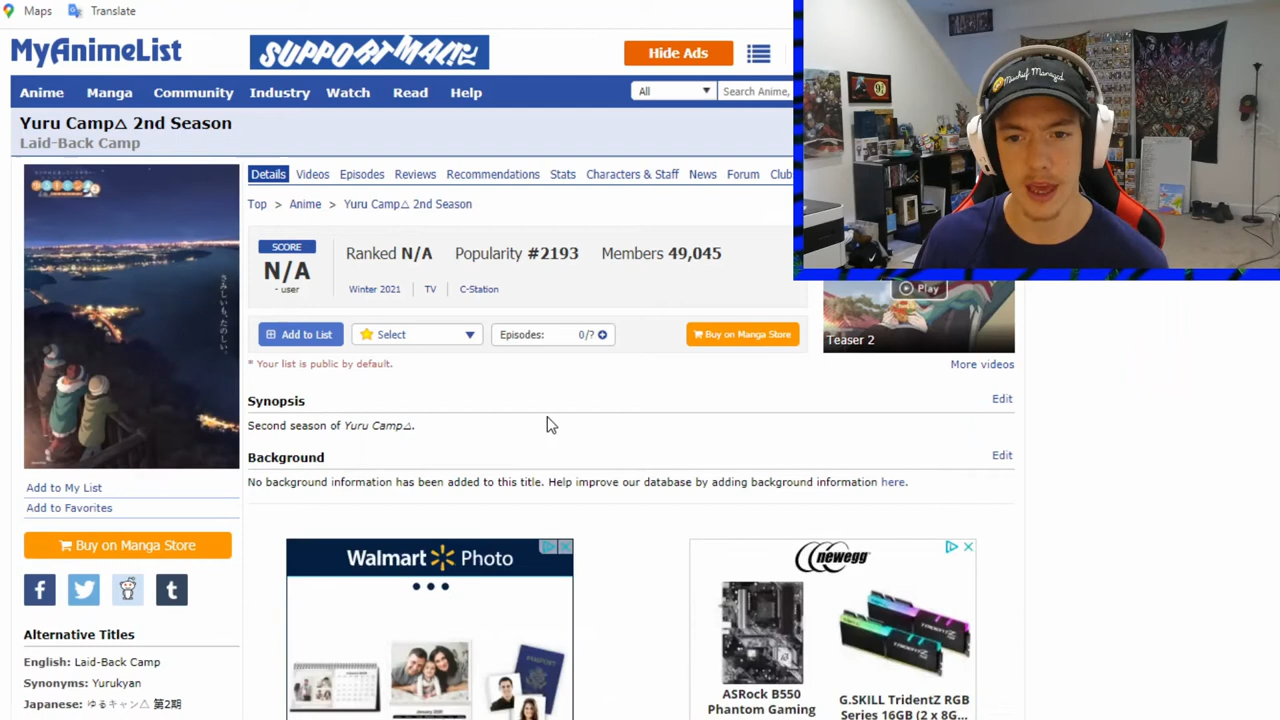 Maps Translate
MyAnimeList SUPPORT MAL Hide Ads
Anime Manga Community Industry Watch Read Help All Search Anime,
Yuru Camp△ 2nd Season
Laid-Back Camp
Details Videos Episodes Reviews Recommendations Stats Characters & Staff News Forum Club
Top > Anime > Yuru Camp△ 2nd Season
SCORE
N/A
- user
Ranked N/A Popularity #2193 Members 49,045
Winter 2021 | TV | C-Station
Play
Teaser 2
Add to List Select Episodes: 0/? Buy on Manga Store
* Your list is public by default.
More videos
Synopsis Edit
Second season of Yuru Camp△.
Background Edit
No background information has been added to this title. Help improve our database by adding background information here.
Add to My List
Add to Favorites
Buy on Manga Store
Alternative Titles
English: Laid-Back Camp
Synonyms: Yurukyan
Japanese: ゆるキャン△ 第2期
Walmart Photo
newegg
ASRock B550
Phantom Gaming
G.SKILL TridentZ RGB
Series 16GB (2 x 8G...
Mischief Managed